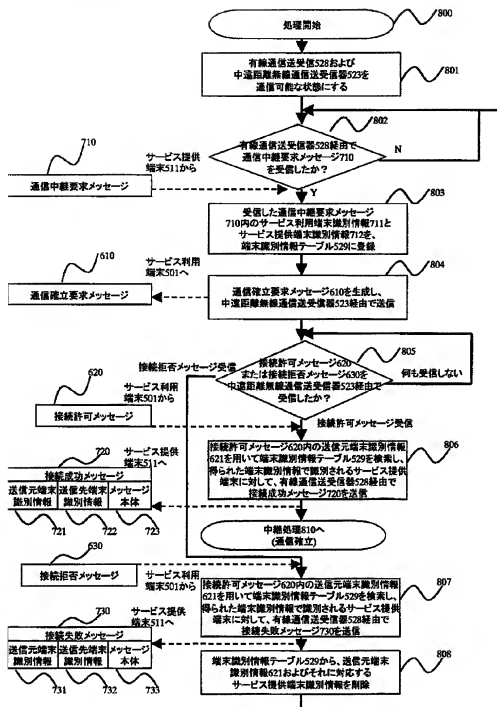 800
処理開始
有線通信送受信528および
中遠距離無線通信送受信器523を
通信可能な状態にする
801
802
有線通信送受信器528経由で
通信中継要求メッセージ710
を受信したか?
N
Y
710
サービス提供
端末511から
通信中継要求メッセージ
803
受信した通信中継要求メッセージ
710内のサービス利用端末識別情報711と
サービス提供端末識別情報712を、
端末識別情報テーブル529に登録
610
サービス利用
端末501へ
通信確立要求メッセージ
804
通信確立要求メッセージ610を生成し、
中遠距離無線通信送受信器523経由で送信
805
接続許可メッセージ620
または接続拒否メッセージ630を
中遠距離無線通信送受信器523経由で
受信したか?
何も受信しない
接続拒否メッセージ受信
接続許可メッセージ受信
620
サービス利用
端末501から
接続許可メッセージ
806
接続許可メッセージ620内の送信元端末識別情報
621を用いて端末識別情報テーブル529を検索し、
得られた端末識別情報で識別されるサービス提供
端末に対して、有線通信送受信器528経由で
接続成功メッセージ720を送信
720
サービス提供
端末511へ
接続成功メッセージ
送信元端末
識別情報
送信先端末
識別情報
メッセージ
本体
721
722
723
中継処理810へ
(通信確立)
630
接続拒否メッセージ
サービス利用
端末501から
807
接続許可メッセージ620内の送信元端末識別情報
621を用いて端末識別情報テーブル529を検索し、
得られた端末識別情報で識別されるサービス提供
端末に対して、有線通信送受信器528経由で
接続失敗メッセージ730を送信
730
サービス提供
端末511へ
接続失敗メッセージ
送信元端末
識別情報
送信先端末
識別情報
メッセージ
本体
731
732
733
808
端末識別情報テーブル529から、送信元端末
識別情報621およびそれに対応する
サービス提供端末識別情報を削除